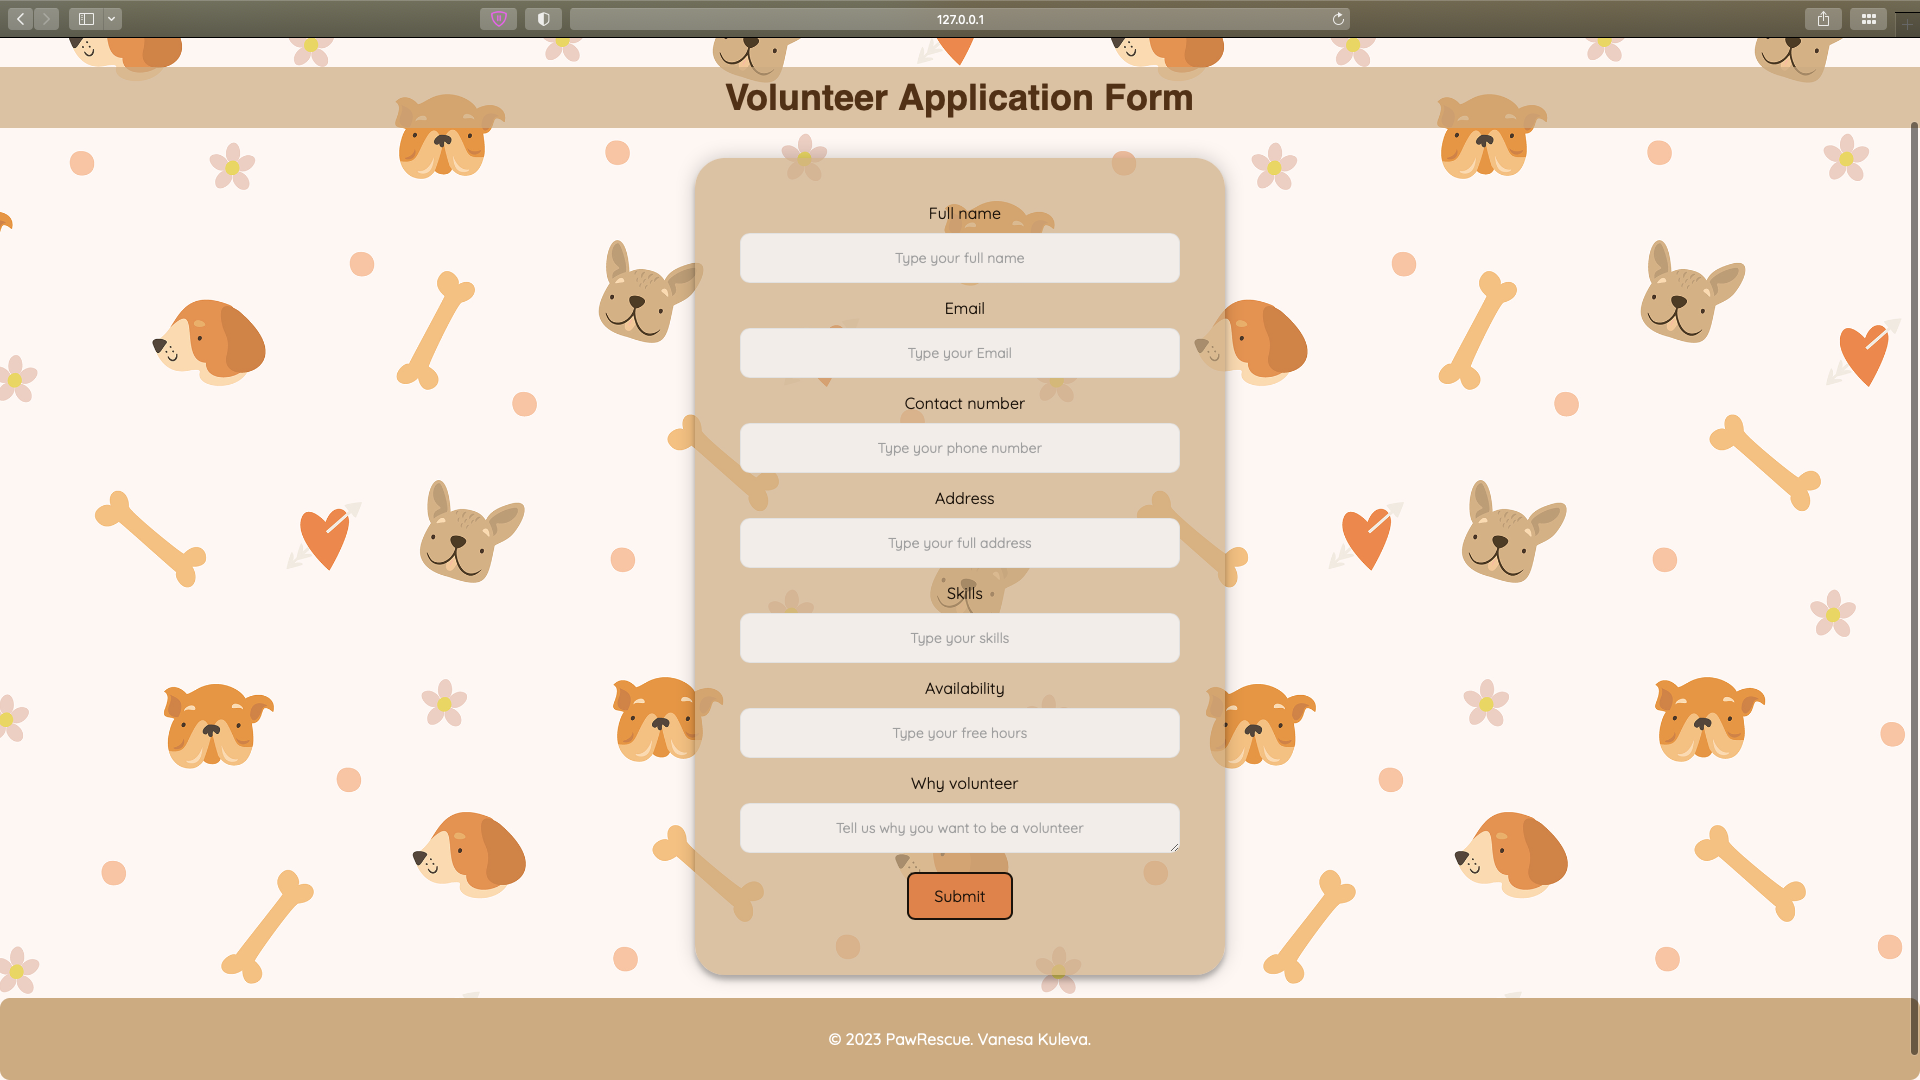 127.0.0.1
Volunteer Application Form
Full name
Type your full name
Email
Type your Email
Contact number
Type your phone number
Address
Type your full address
Skills
Type your skills
Availability
Type your free hours
Why volunteer
Tell us why you want to be a volunteer
Submit
© 2023 PawRescue. Vanesa Kuleva.